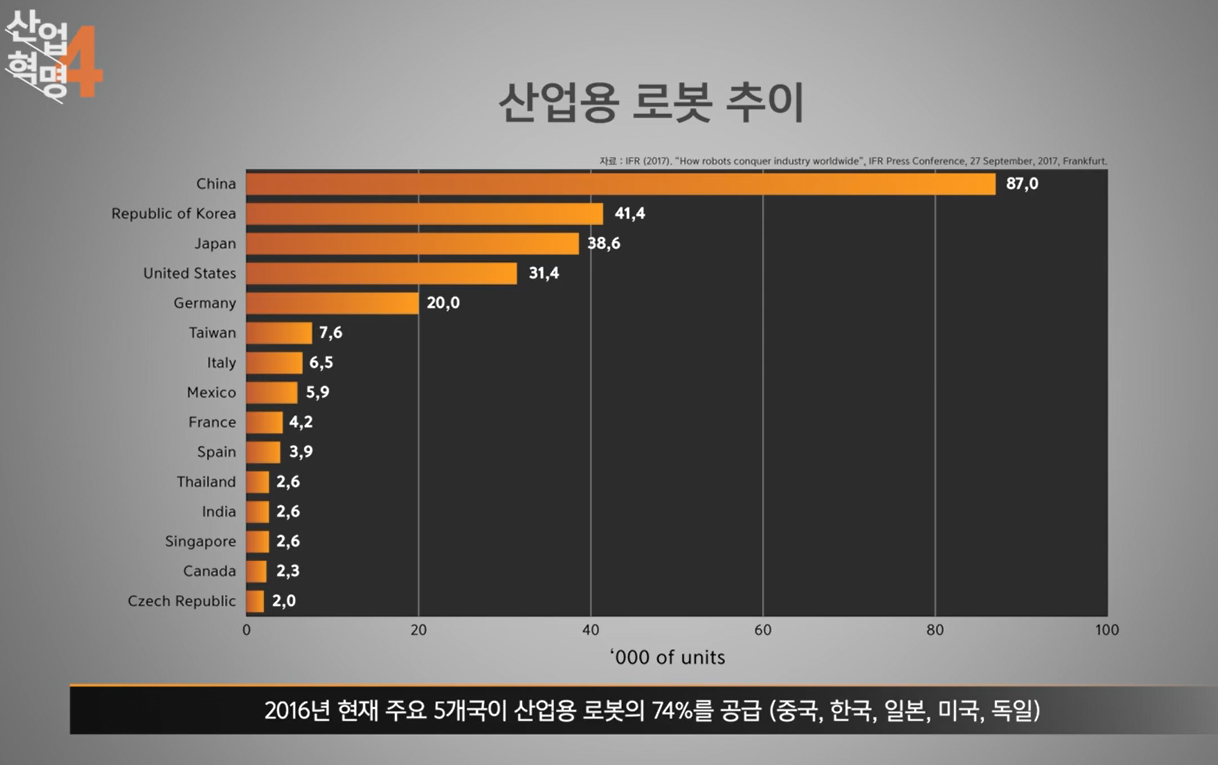 산업
혁명
4
산업용 로봇 추이
자료 : IFR (2017). "How robots conquer industry worldwide", IFR Press Conference, 27 September, 2017, Frankfurt.
China 87,0
Republic of Korea 41,4
Japan 38,6
United States 31,4
Germany 20,0
Taiwan 7,6
Italy 6,5
Mexico 5,9
France 4,2
Spain 3,9
Thailand 2,6
India 2,6
Singapore 2,6
Canada 2,3
Czech Republic 2,0
0 20 40 60 80 100
‘000 of units
2016년 현재 주요 5개국이 산업용 로봇의 74%를 공급 (중국, 한국, 일본, 미국, 독일)